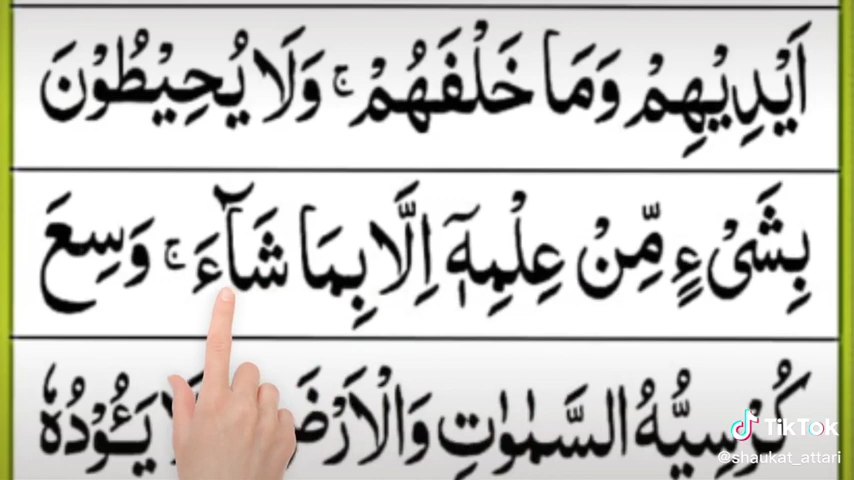 اَيْدِيْهِمْ وَمَا خَلْفَهُمْ ۚ وَلَا يُحِيْطُوْنَ
بِشَىْءٍ مِّنْ عِلْمِهٖٓ اِلَّا بِمَا شَآءَ ۚ وَسِعَ
كُرْسِيُّهُ السَّمٰوٰتِ وَالْاَرْضَ يَـُٔوْدُهٗ
TikTok
@shaukat_attari